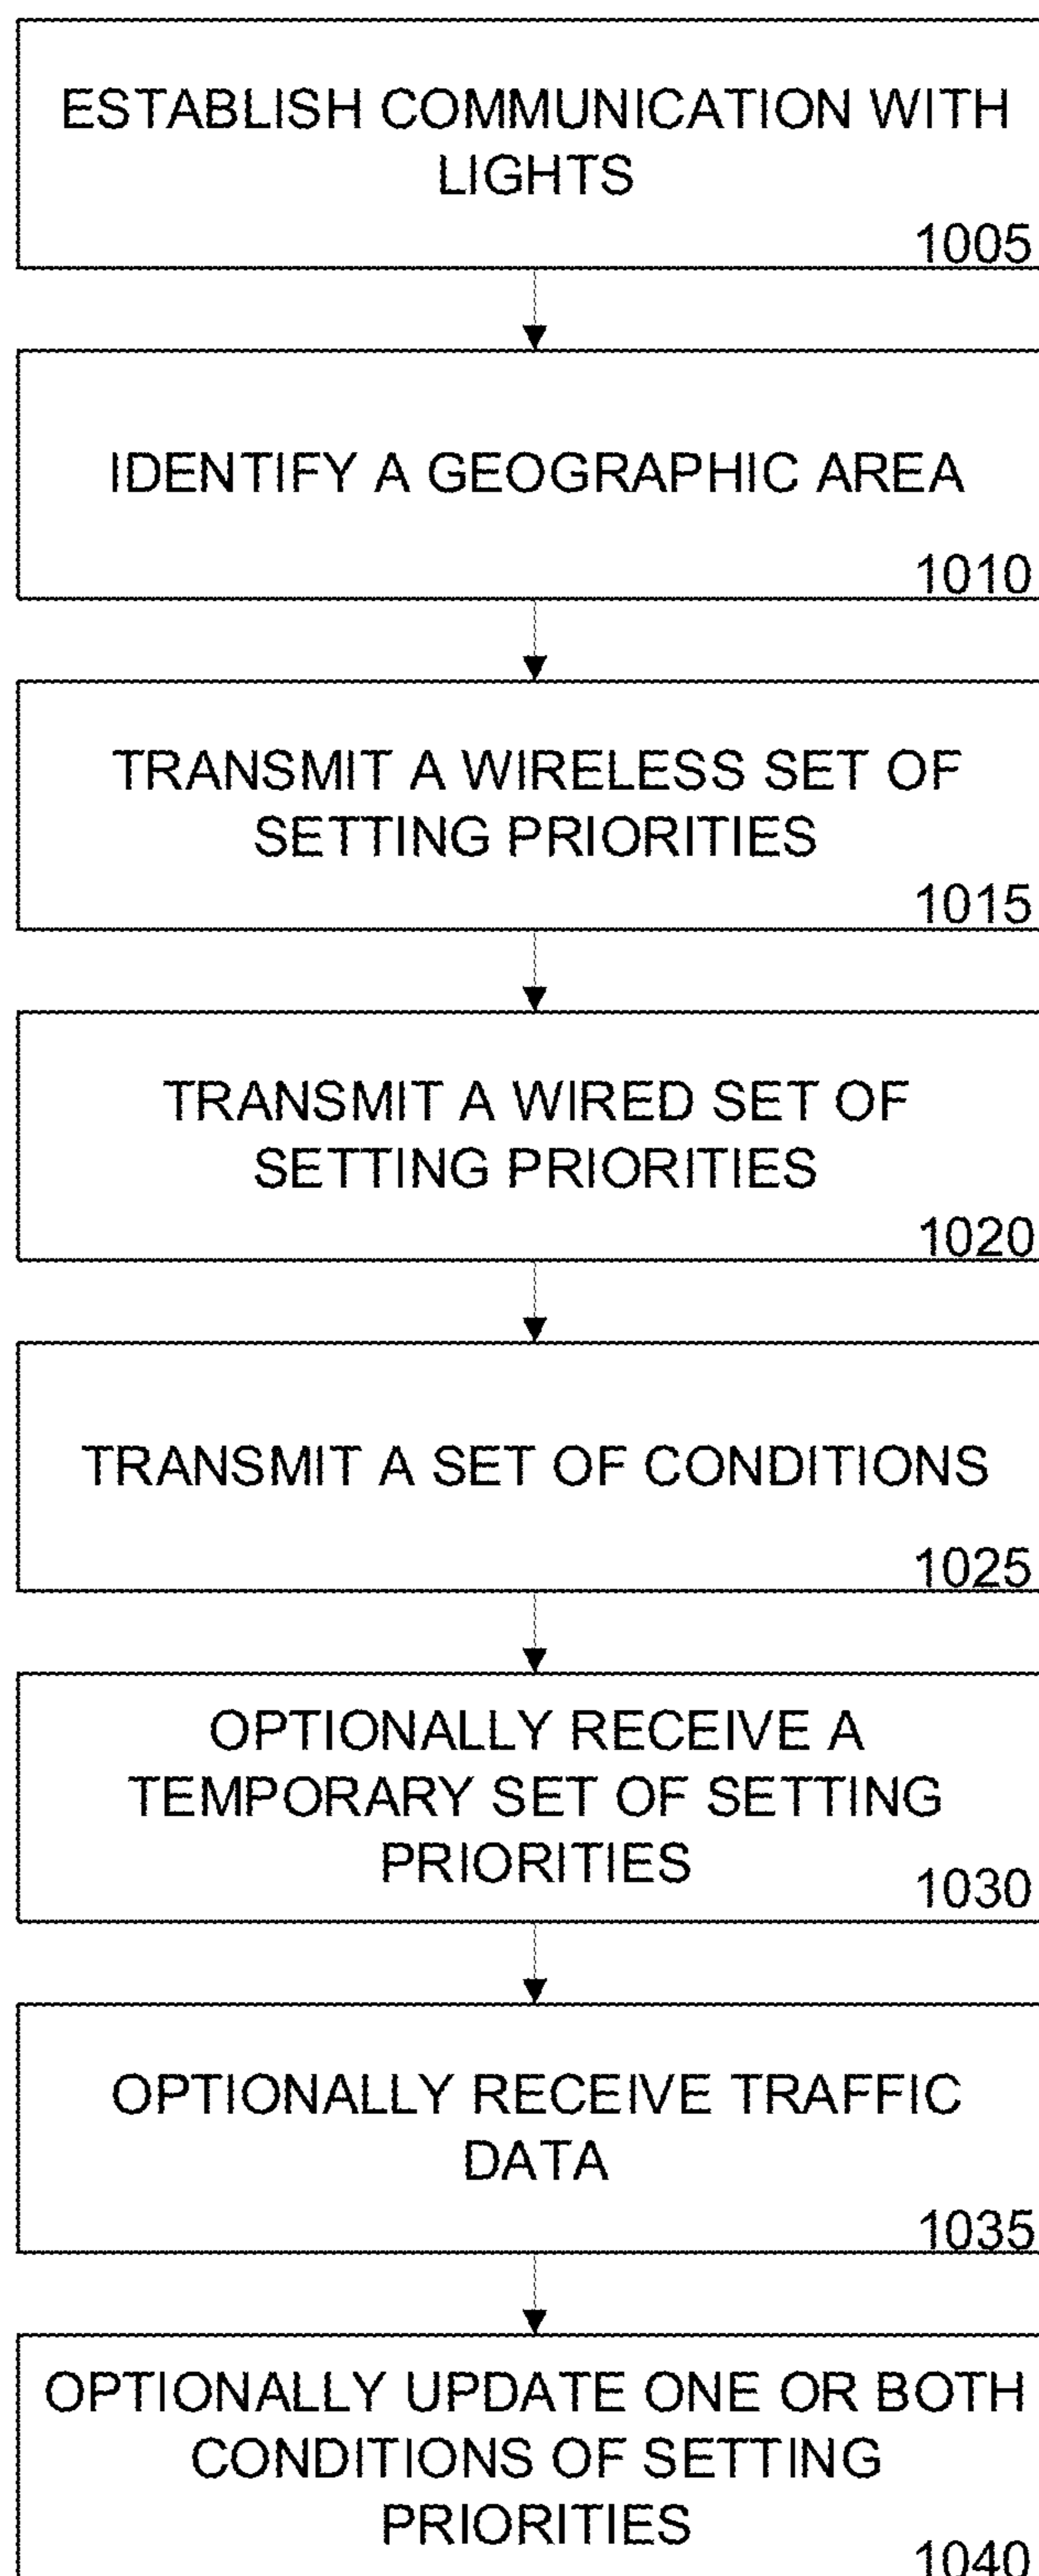 ESTABLISH COMMUNICATION WITH
LIGHTS
1005
IDENTIFY A GEOGRAPHIC AREA
1010
TRANSMIT A WIRELESS SET OF
SETTING PRIORITIES
1015
TRANSMIT A WIRED SET OF
SETTING PRIORITIES
1020
TRANSMIT A SET OF CONDITIONS
1025
OPTIONALLY RECEIVE A
TEMPORARY SET OF SETTING
PRIORITIES
1030
OPTIONALLY RECEIVE TRAFFIC
DATA
1035
OPTIONALLY UPDATE ONE OR BOTH
CONDITIONS OF SETTING
PRIORITIES
1040